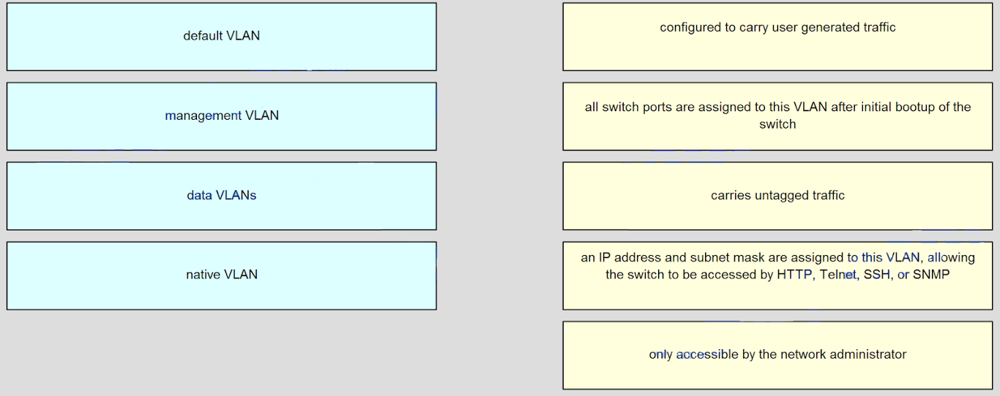 default VLAN
management VLAN
data VLANs
native VLAN
configured to carry user generated traffic
all switch ports are assigned to this VLAN after initial bootup of the
switch
carries untagged traffic
an IP address and subnet mask are assigned to this VLAN, allowing
the switch to be accessed by HTTP, Telnet, SSH, or SNMP
only accessible by the network administrator